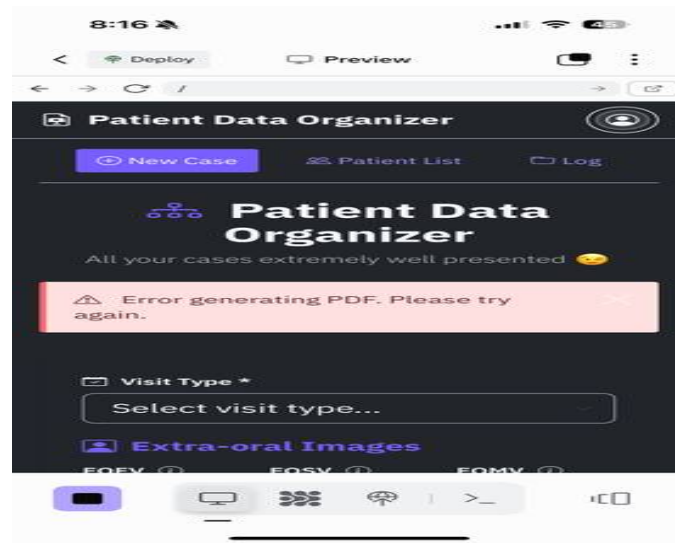 8:16
45
Deploy
Preview
/
Patient Data Organizer
New Case
Patient List
Log
Patient Data
Organizer
All your cases extremely well presented 😉
Error generating PDF. Please try
again.
Visit Type *
Select visit type...
Extra-oral Images
EOFV
EOSV
EOMV
>_